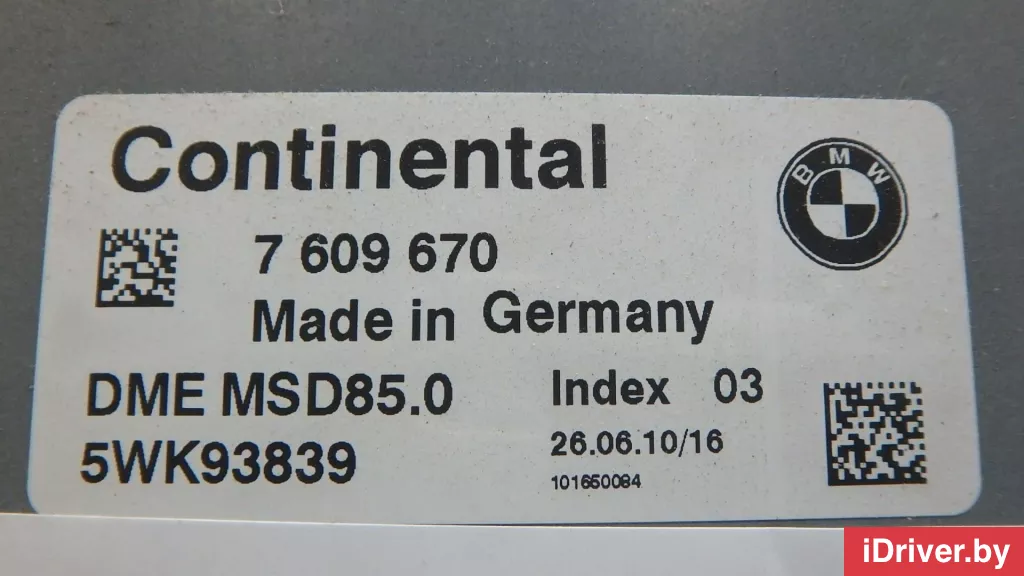 Continental
BMW
7 609 670
Made in Germany
DME MSD85.0
Index 03
5WK93839
26.06.10/16
101650084
iDriver.by